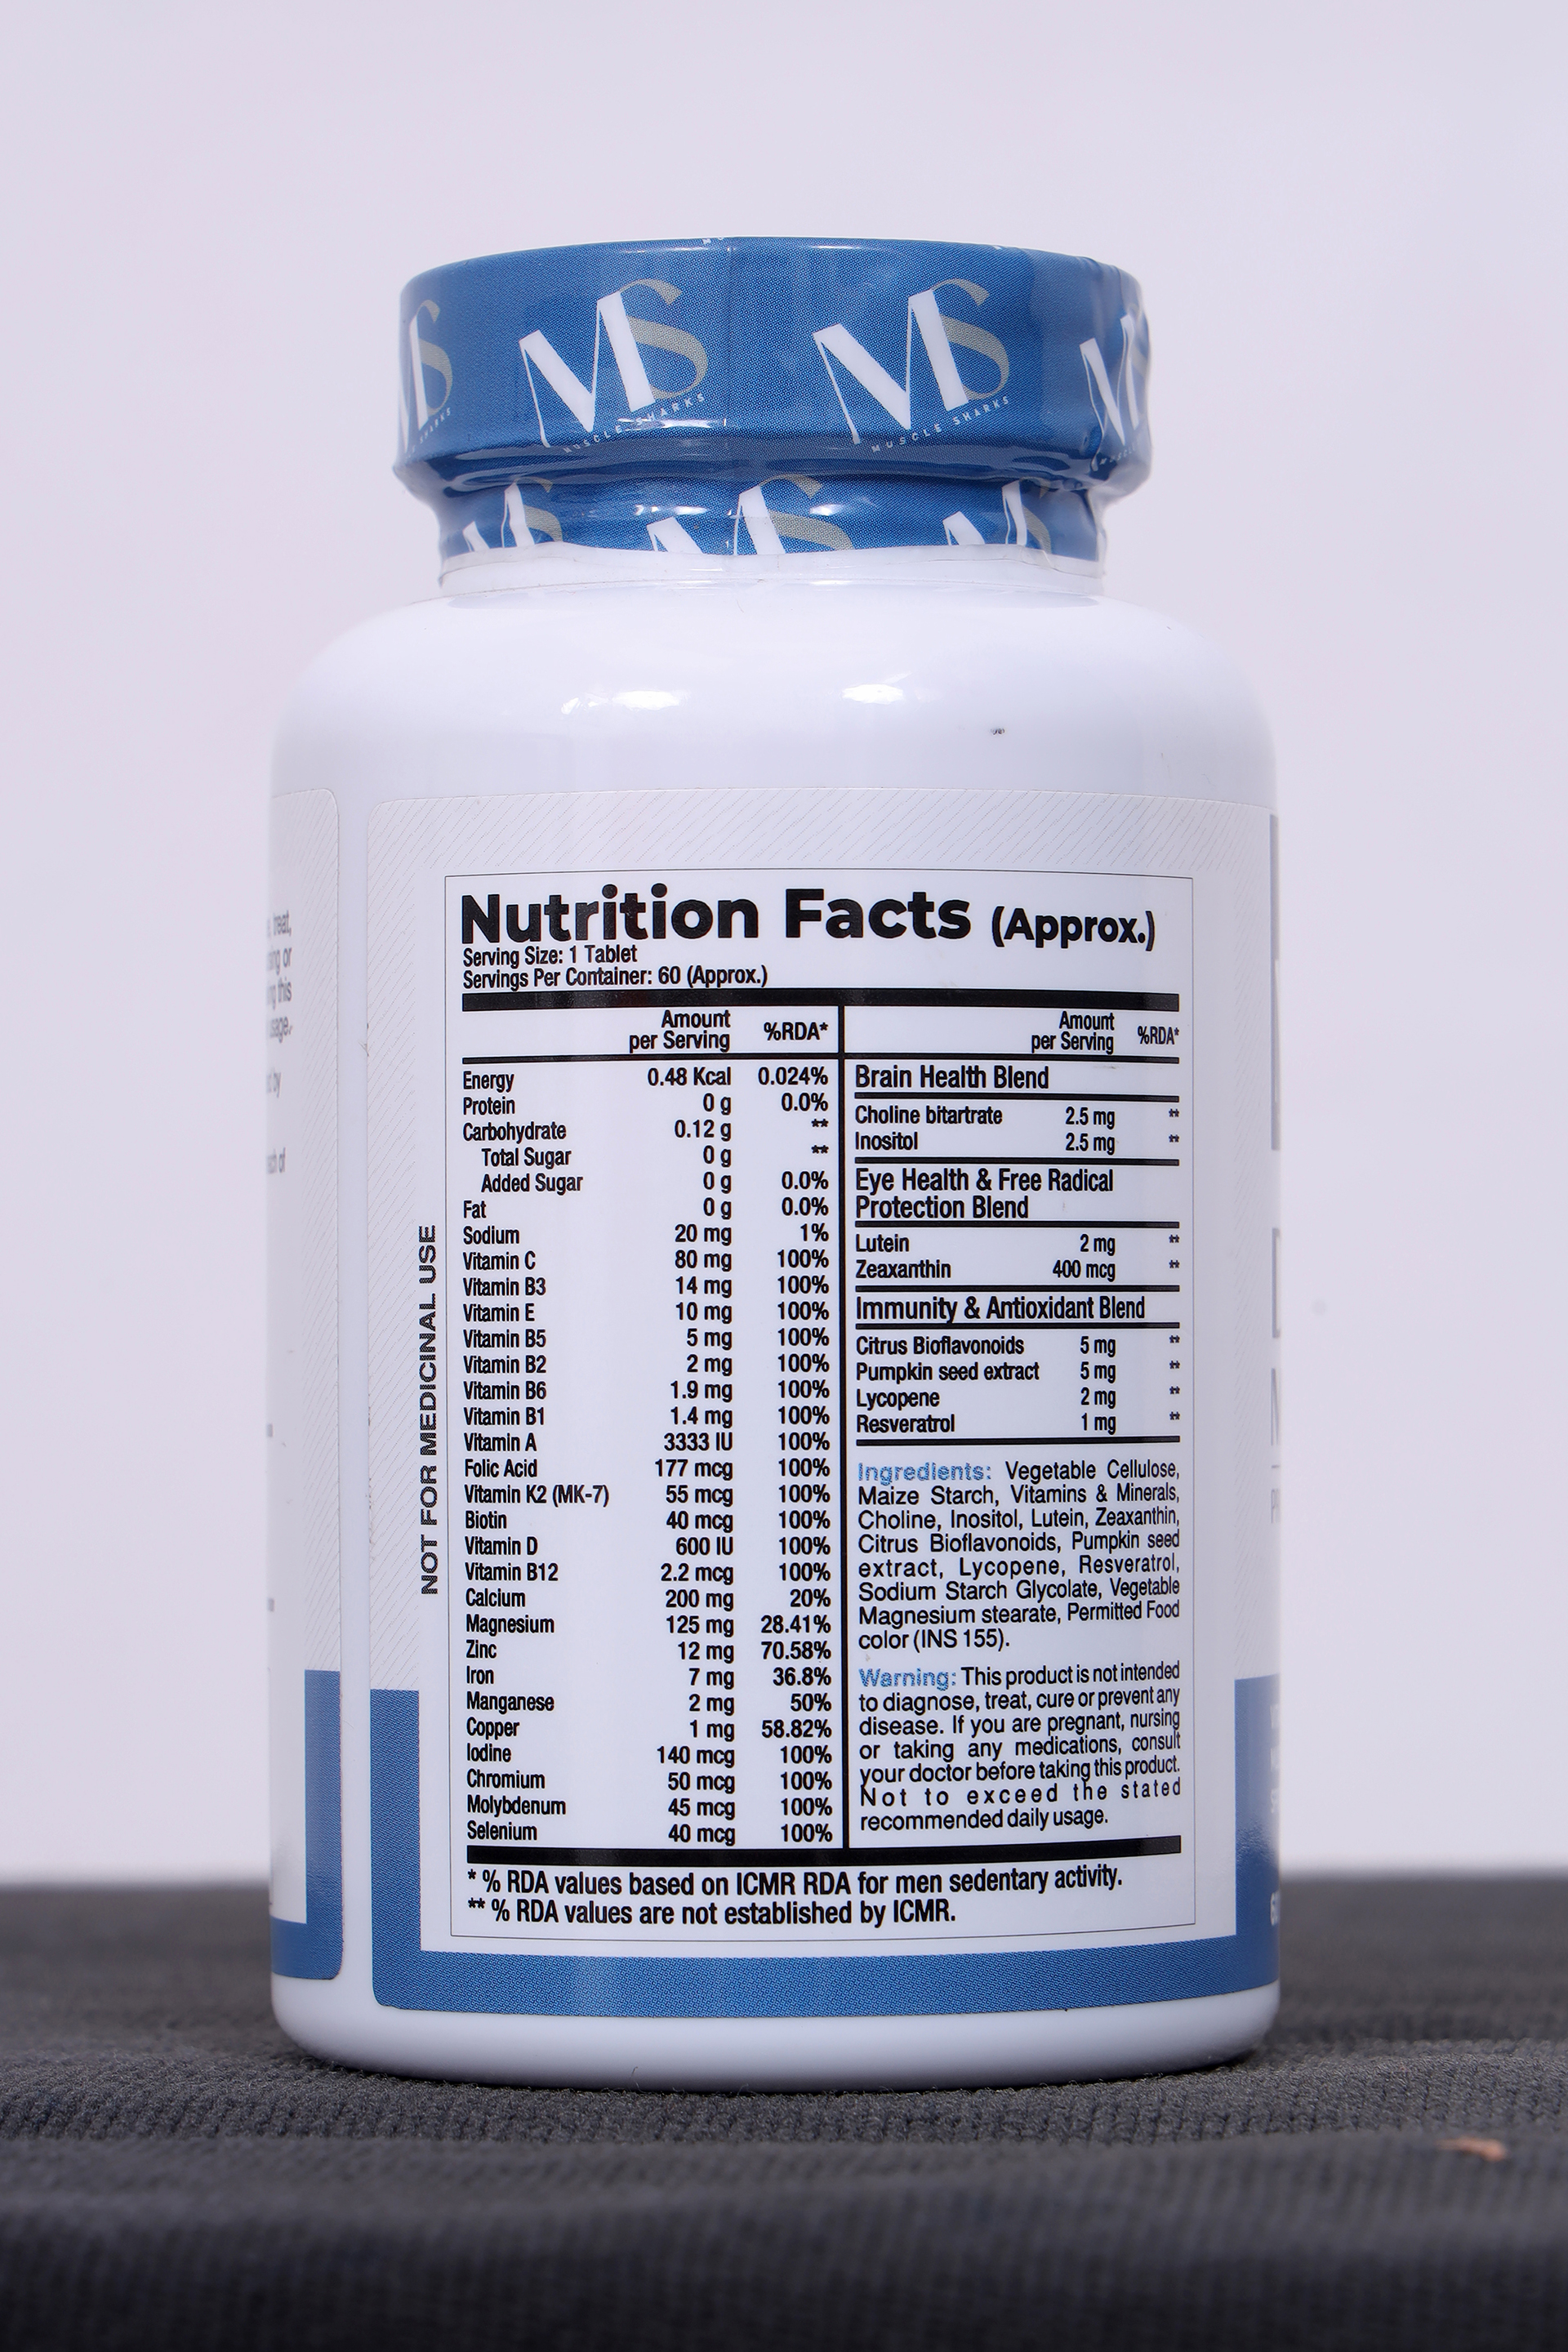 MS
MUSCLE SHARKS
MS
MUSCLE SHARKS
treat,
or
this
usage.
by
of
NOT FOR MEDICINAL USE
Nutrition Facts (Approx.)
Serving Size: 1 Tablet
Servings Per Container: 60 (Approx.)
Amount
per Serving %RDA*
Energy 0.48 Kcal 0.024%
Protein 0 g 0.0%
Carbohydrate 0.12 g **
Total Sugar 0 g **
Added Sugar 0 g 0.0%
Fat 0 g 0.0%
Sodium 20 mg 1%
Vitamin C 80 mg 100%
Vitamin B3 14 mg 100%
Vitamin E 10 mg 100%
Vitamin B5 5 mg 100%
Vitamin B2 2 mg 100%
Vitamin B6 1.9 mg 100%
Vitamin B1 1.4 mg 100%
Vitamin A 3333 IU 100%
Folic Acid 177 mcg 100%
Vitamin K2 (MK-7) 55 mcg 100%
Biotin 40 mcg 100%
Vitamin D 600 IU 100%
Vitamin B12 2.2 mcg 100%
Calcium 200 mg 20%
Magnesium 125 mg 28.41%
Zinc 12 mg 70.58%
Iron 7 mg 36.8%
Manganese 2 mg 50%
Copper 1 mg 58.82%
Iodine 140 mcg 100%
Chromium 50 mcg 100%
Molybdenum 45 mcg 100%
Selenium 40 mcg 100%
Amount
per Serving %RDA*
Brain Health Blend
Choline bitartrate 2.5 mg **
Inositol 2.5 mg **
Eye Health & Free Radical
Protection Blend
Lutein 2 mg **
Zeaxanthin 400 mcg **
Immunity & Antioxidant Blend
Citrus Bioflavonoids 5 mg **
Pumpkin seed extract 5 mg **
Lycopene 2 mg **
Resveratrol 1 mg **
Ingredients: Vegetable Cellulose,
Maize Starch, Vitamins & Minerals,
Choline, Inositol, Lutein, Zeaxanthin,
Citrus Bioflavonoids, Pumpkin seed
extract, Lycopene, Resveratrol,
Sodium Starch Glycolate, Vegetable
Magnesium stearate, Permitted Food
color (INS 155).
Warning: This product is not intended
to diagnose, treat, cure or prevent any
disease. If you are pregnant, nursing
or taking any medications, consult
your doctor before taking this product.
Not to exceed the stated
recommended daily usage.
* % RDA values based on ICMR RDA for men sedentary activity.
** % RDA values are not established by ICMR.